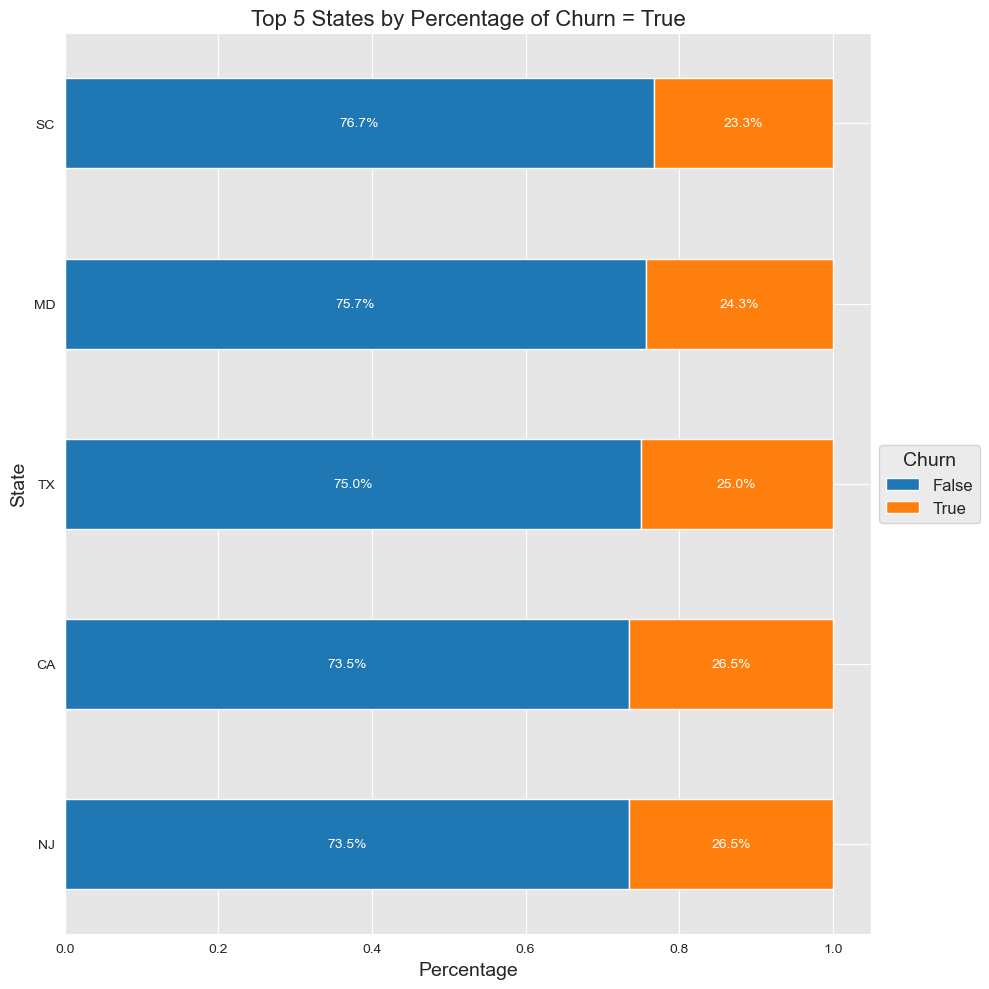 Top 5 States by Percentage of Churn = True
SC
76.7%
23.3%
MD
75.7%
24.3%
TX
75.0%
25.0%
CA
73.5%
26.5%
NJ
73.5%
26.5%
State
0.0
0.2
0.4
0.6
0.8
1.0
Percentage
Churn
False
True